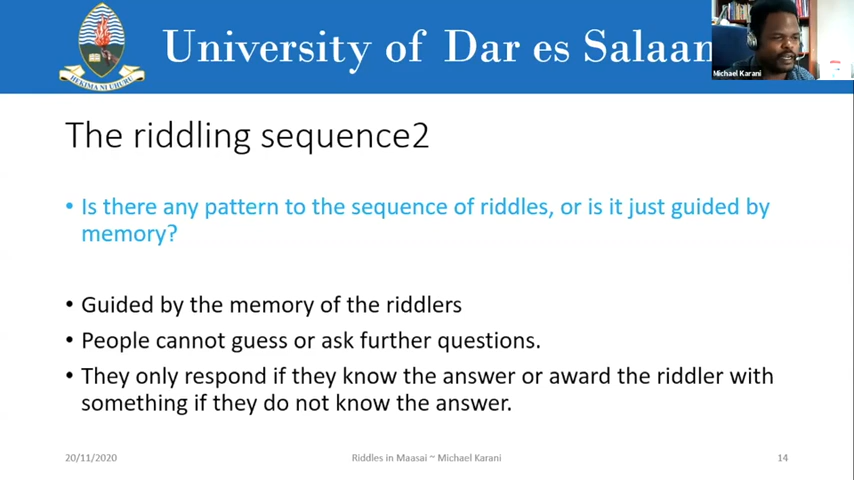 University of Dar es Salaam
Michael Karani
HEKIMA NI UHURU
The riddling sequence2
• Is there any pattern to the sequence of riddles, or is it just guided by
memory?
• Guided by the memory of the riddlers
• People cannot guess or ask further questions.
• They only respond if they know the answer or award the riddler with
something if they do not know the answer.
20/11/2020
Riddles in Maasai ~ Michael Karani
14